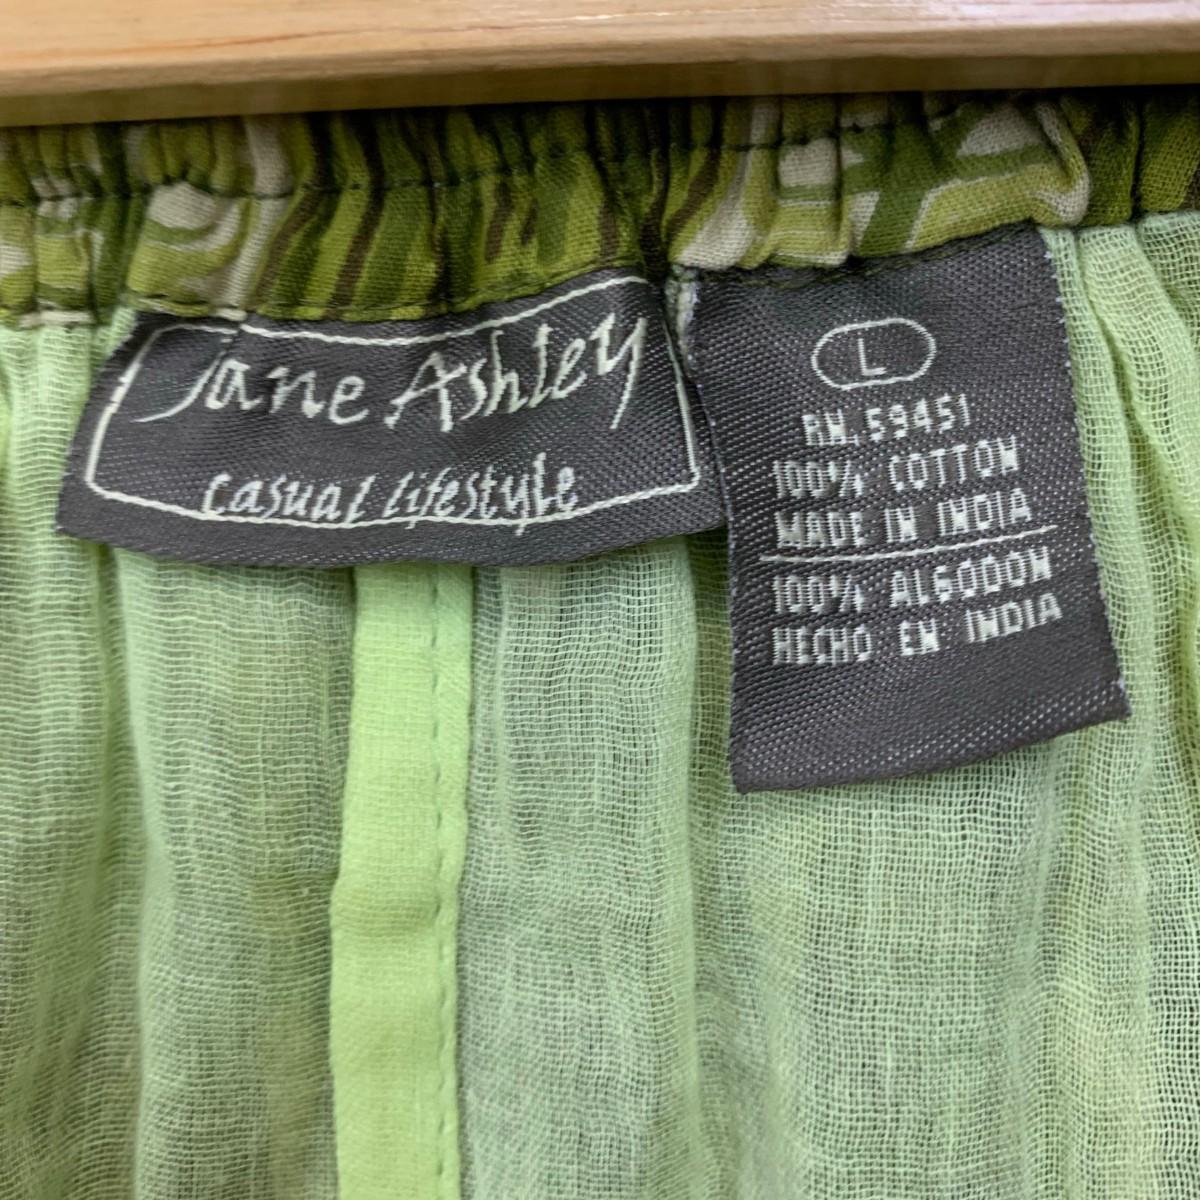 Jane Ashley
casual lifestyle
L
RN.59451
100% COTTON
MADE IN INDIA
100% ALGODON
HECHO EN INDIA